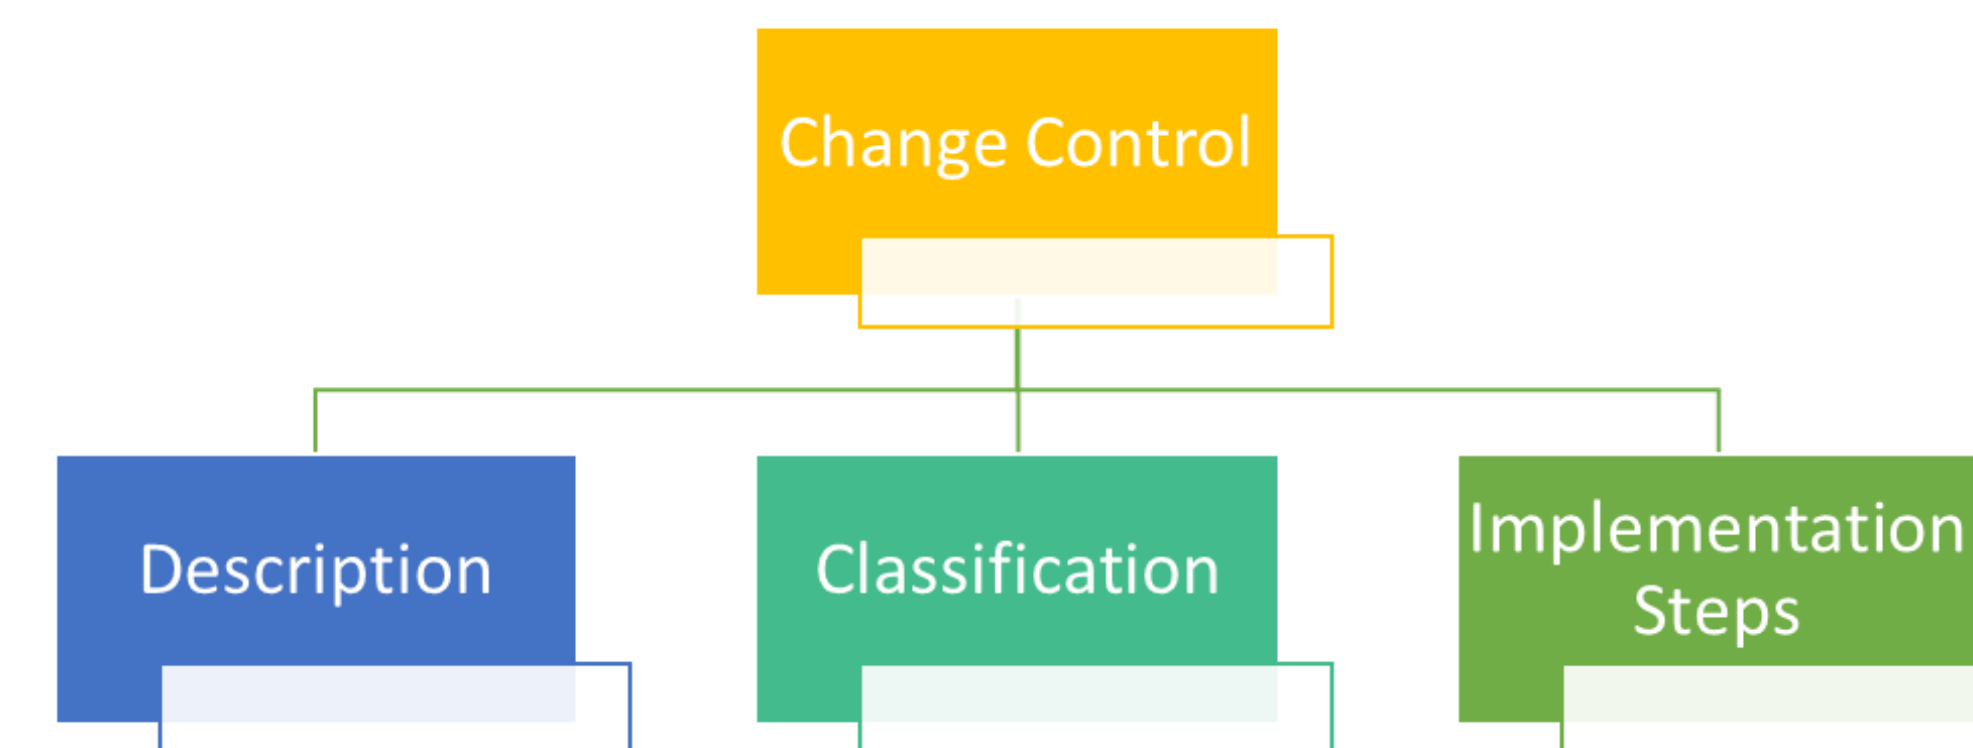 Change Control
Description
Classification
Implementation
Steps